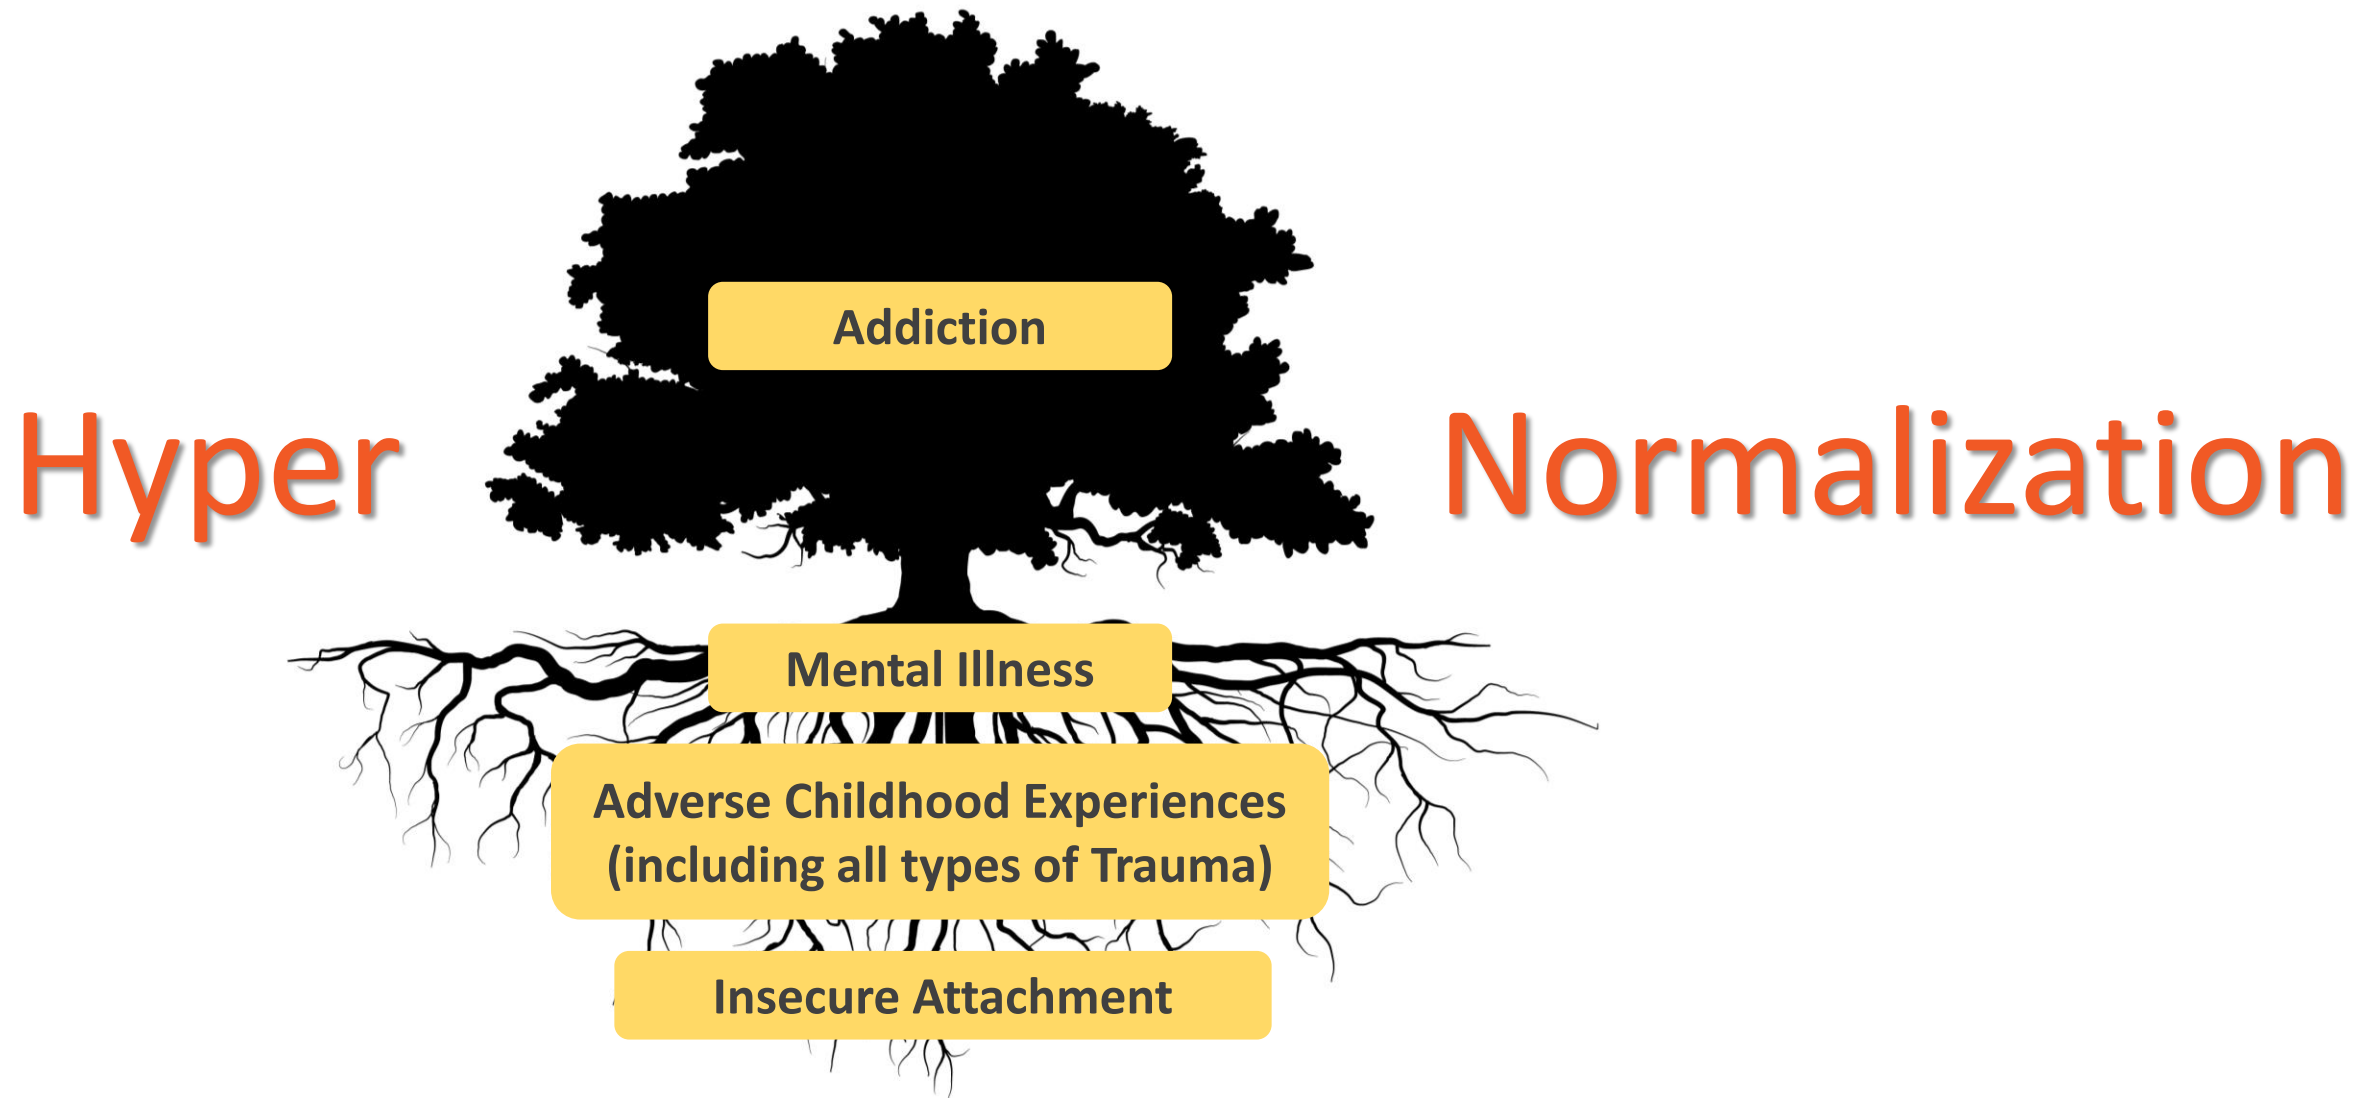 Addiction
Hyper Normalization
Mental Illness
Adverse Childhood Experiences
(including all types of Trauma)
Insecure Attachment